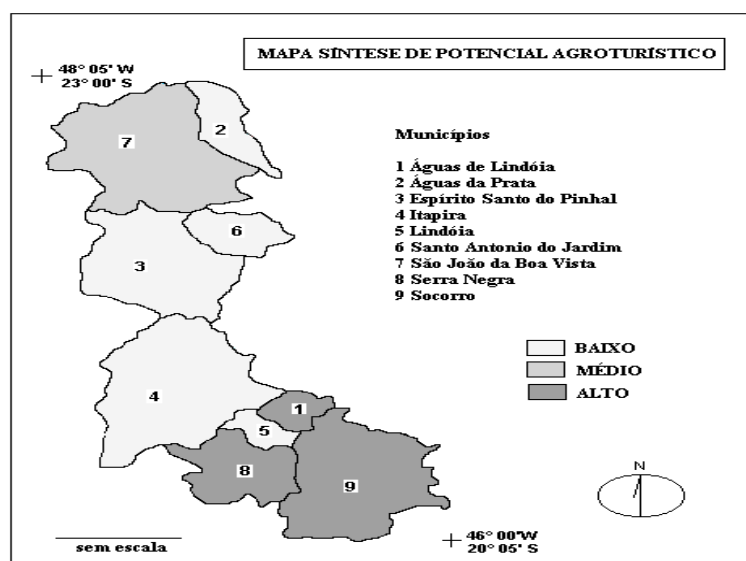 MAPA SÍNTESE DE POTENCIAL AGROTURÍSTICO
48° 05' W
23° 00' S
2
7
Municípios
1 Águas de Lindóia
2 Águas da Prata
3 Espírito Santo do Pinhal
4 Itapira
5 Lindóia
6 Santo Antonio do Jardim
7 São João da Boa Vista
8 Serra Negra
9 Socorro
6
3
BAIXO
MÉDIO
ALTO
4
1
5
8
9
N
sem escala
46° 00'W
20° 05' S